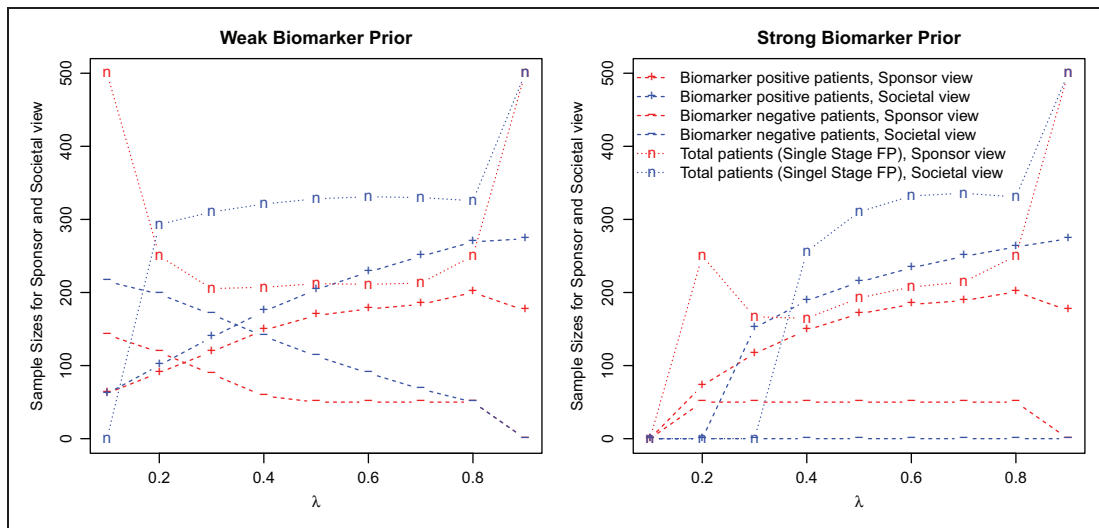 Weak Biomarker Prior
Sample Sizes for Sponsor and Societal view
500
400
300
200
100
0
0.2
0.4
0.6
0.8
λ
Strong Biomarker Prior
Sample Sizes for Sponsor and Societal view
500
400
300
200
100
0
Biomarker positive patients, Sponsor view
Biomarker positive patients, Societal view
Biomarker negative patients, Sponsor view
Biomarker negative patients, Societal view
n Total patients (Single Stage FP), Sponsor view
n Total patients (Singel Stage FP), Societal view
0.2
0.4
0.6
0.8
λ